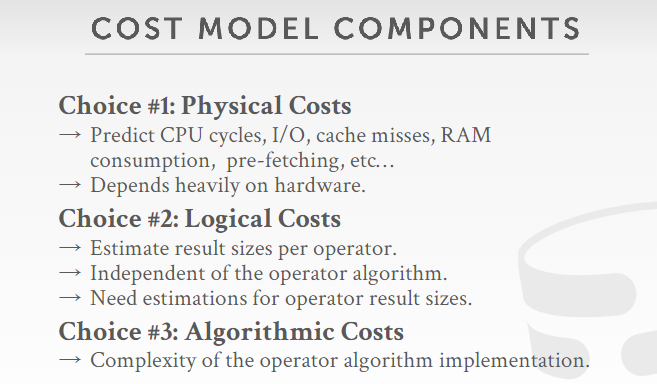 COST MODEL COMPONENTS
Choice #1: Physical Costs
→ Predict CPU cycles, I/O, cache misses, RAM
consumption, pre-fetching, etc…
→ Depends heavily on hardware.
Choice #2: Logical Costs
→ Estimate result sizes per operator.
→ Independent of the operator algorithm.
→ Need estimations for operator result sizes.
Choice #3: Algorithmic Costs
→ Complexity of the operator algorithm implementation.